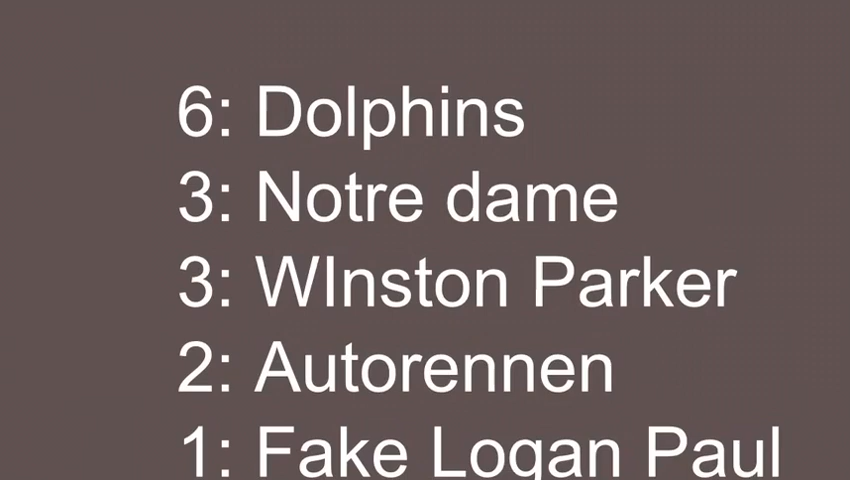 6: Dolphins
3: Notre dame
3: WInston Parker
2: Autorennen
1: Fake Logan Paul